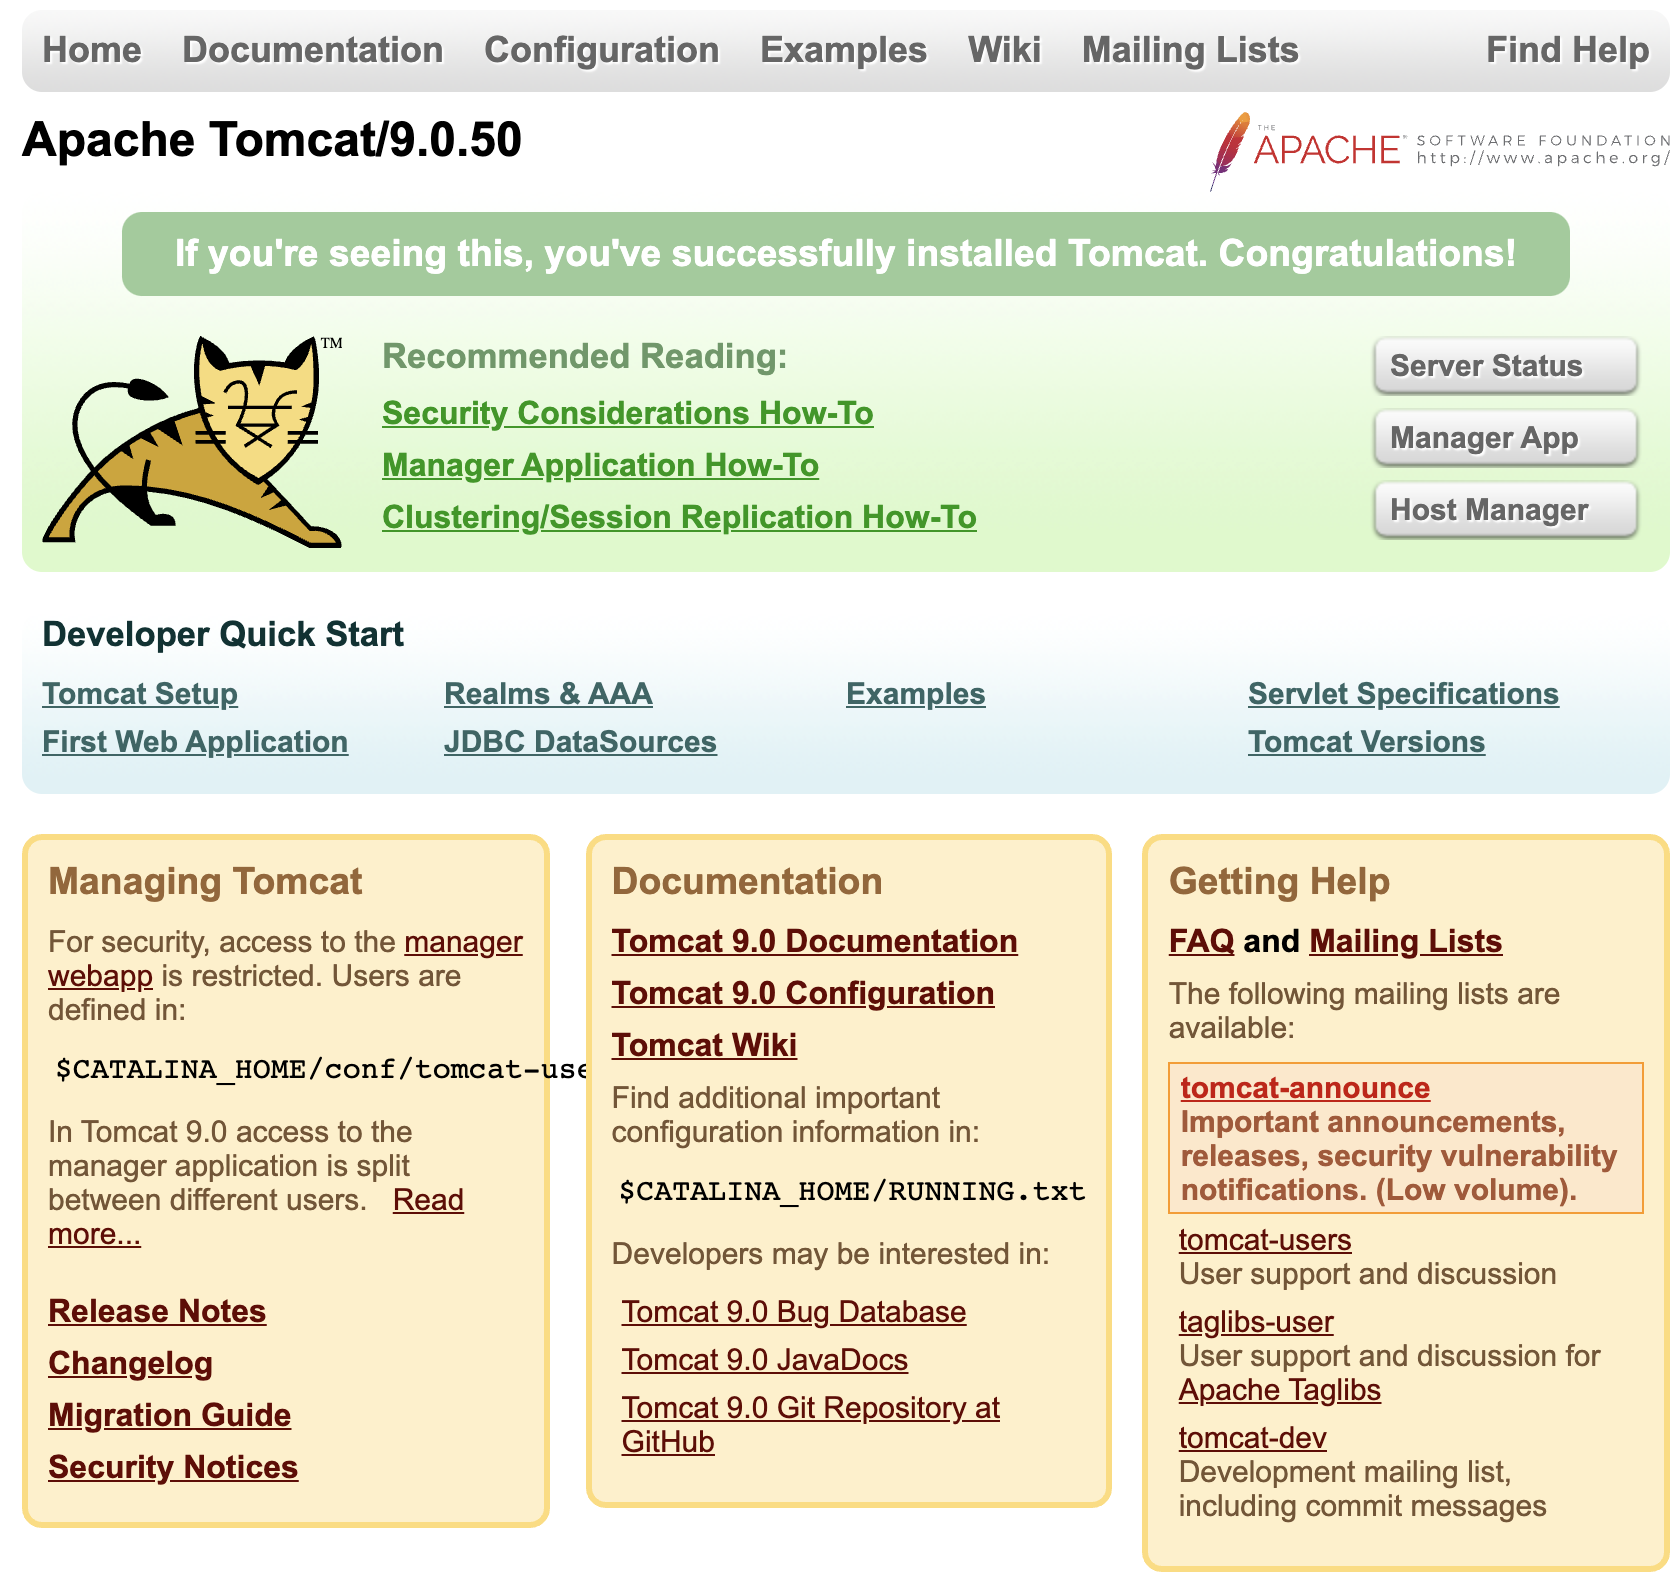 Home Documentation Configuration Examples Wiki Mailing Lists Find Help
Apache Tomcat/9.0.50
THE
APACHE™ SOFTWARE FOUNDATION
http://www.apache.org/
If you're seeing this, you've successfully installed Tomcat. Congratulations!
TM
Recommended Reading:
Security Considerations How-To
Manager Application How-To
Clustering/Session Replication How-To
Server Status
Manager App
Host Manager
Developer Quick Start
Tomcat Setup
First Web Application
Realms & AAA
JDBC DataSources
Examples
Servlet Specifications
Tomcat Versions
Managing Tomcat
For security, access to the manager
webapp is restricted. Users are
defined in:
$CATALINA_HOME/conf/tomcat-use
In Tomcat 9.0 access to the
manager application is split
between different users. Read
more...
Release Notes
Changelog
Migration Guide
Security Notices
Documentation
Tomcat 9.0 Documentation
Tomcat 9.0 Configuration
Tomcat Wiki
Find additional important
configuration information in:
$CATALINA_HOME/RUNNING.txt
Developers may be interested in:
Tomcat 9.0 Bug Database
Tomcat 9.0 JavaDocs
Tomcat 9.0 Git Repository at
GitHub
Getting Help
FAQ and Mailing Lists
The following mailing lists are
available:
tomcat-announce
Important announcements,
releases, security vulnerability
notifications. (Low volume).
tomcat-users
User support and discussion
taglibs-user
User support and discussion for
Apache Taglibs
tomcat-dev
Development mailing list,
including commit messages